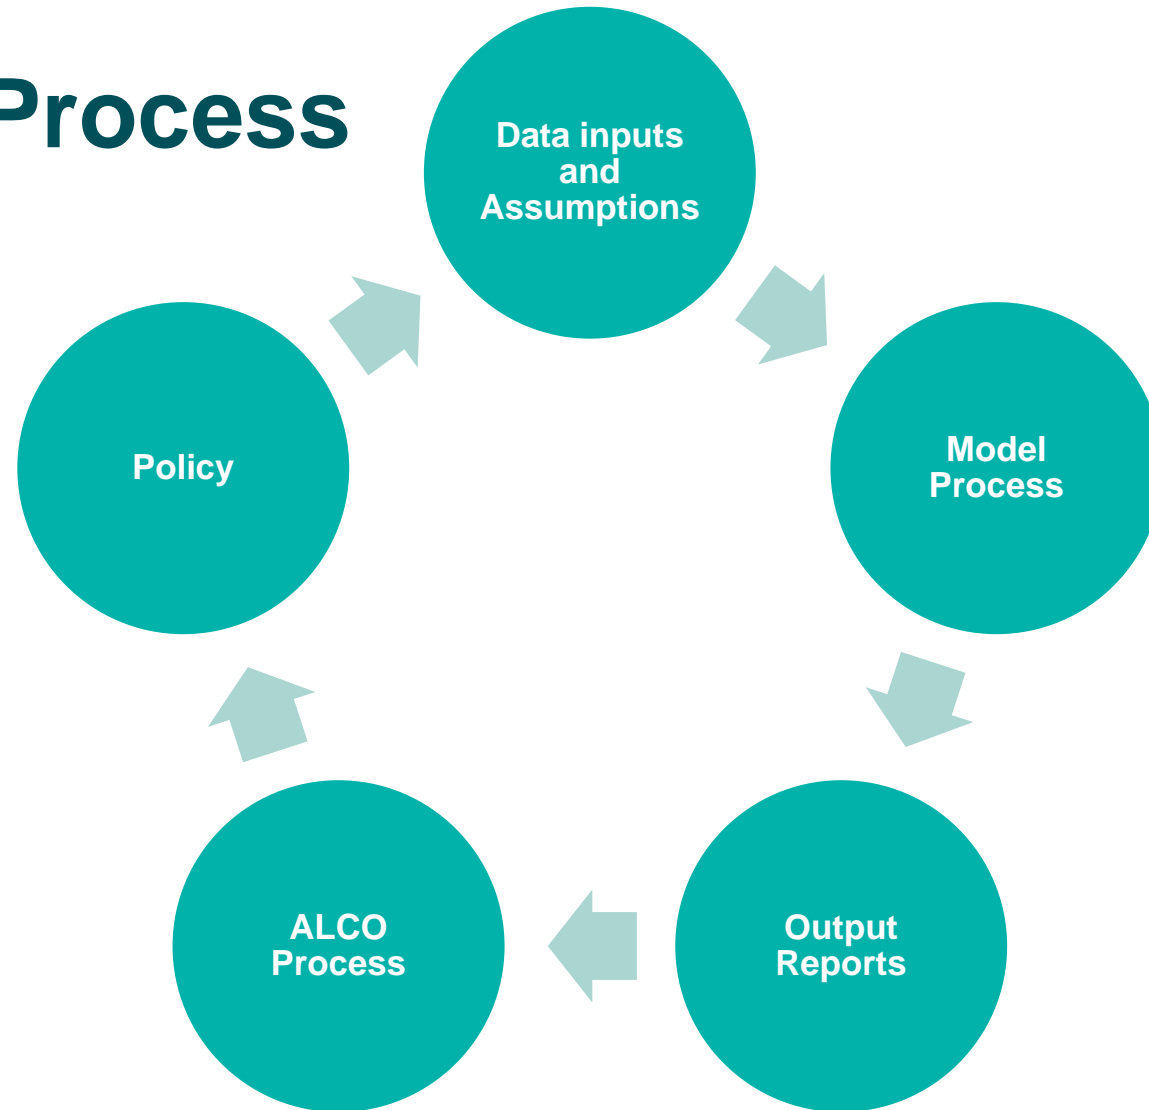 Process
Data inputs
and
Assumptions
Model
Process
Output
Reports
ALCO
Process
Policy